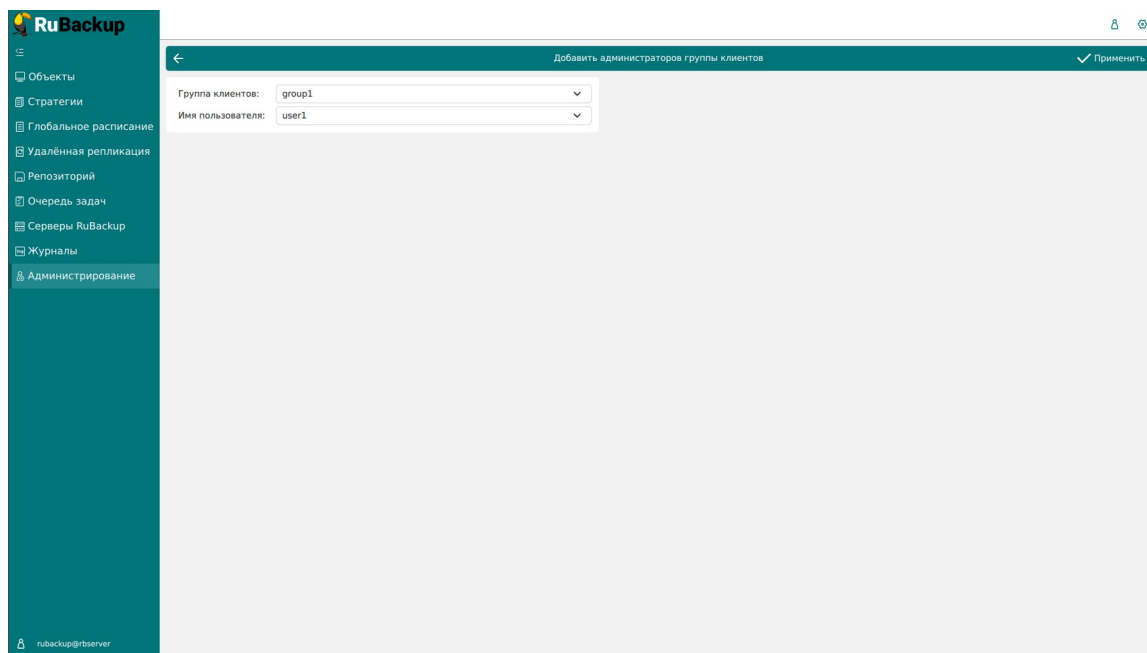 RuBackup
Добавить администраторов группы клиентов
Применить
Объекты
Стратегии
Глобальное расписание
Удалённая репликация
Репозиторий
Очередь задач
Серверы RuBackup
Журналы
Администрирование
Группа клиентов: group1
Имя пользователя: user1
rubackup@rbserver